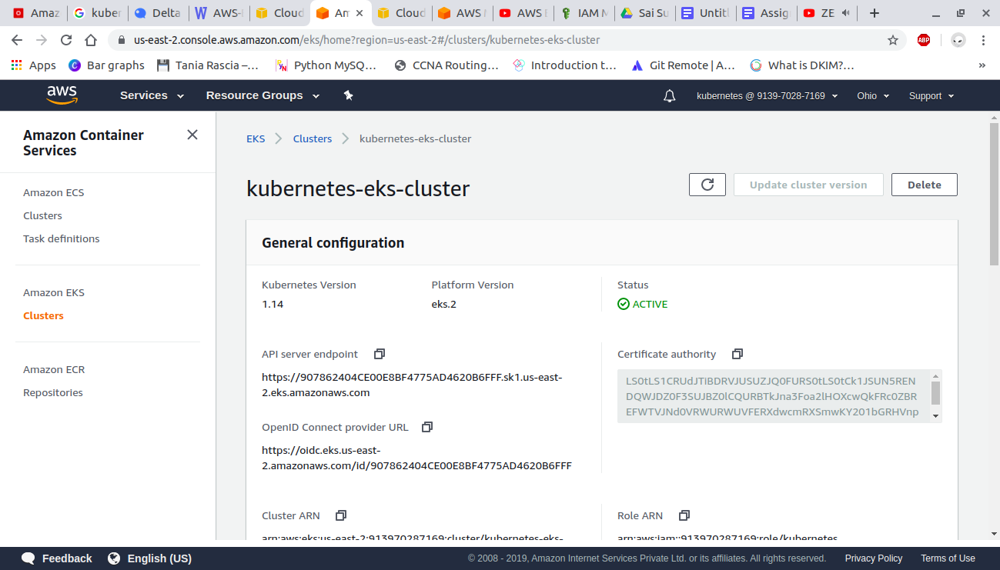 Amaz
kuber
Delta
AWS-
Cloud
Am
Cloud
AWS
AWS
IAM
Sai Su
Untitl
Assig
ZE
us-east-2.console.aws.amazon.com/eks/home?region=us-east-2#/clusters/kubernetes-eks-cluster
ABP
Apps
Bar graphs
Tania Rascia –…
Python MySQ…
CCNA Routing…
Introduction t…
Git Remote | A…
What is DKIM?…
»
aws
Services
Resource Groups
kubernetes @ 9139-7028-7169
Ohio
Support
Amazon Container
Services
Amazon ECS
Clusters
Task definitions
Amazon EKS
Clusters
Amazon ECR
Repositories
EKS
Clusters
kubernetes-eks-cluster
kubernetes-eks-cluster
Update cluster version
Delete
General configuration
Kubernetes Version
1.14
Platform Version
eks.2
Status
ACTIVE
API server endpoint
https://907862404CE00E8BF4775AD4620B6FFF.sk1.us-east-
2.eks.amazonaws.com
OpenID Connect provider URL
https://oidc.eks.us-east-
2.amazonaws.com/id/907862404CE00E8BF4775AD4620B6FFF
Certificate authority
LS0tLS1CRUdJTiBDRVJUSUZJQ0FURS0tLS0tCk1JSUN5REN
DQWJDZ0F3SUJBZ0lCQURBTkJna3Foa2lHOXcwQkFRc0ZBR
EFWTVJNd0VRWURWUVFERXdwcmRXSmwKY201bGRHVnp
Cluster ARN
arn:aws:eks:us-east-2:913970287169:cluster/kubernetes-eks-
Role ARN
arn:aws:iam::913970287169:role/kubernetes
Feedback
English (US)
© 2008 - 2019, Amazon Internet Services Private Ltd. or its affiliates. All rights reserved.
Privacy Policy
Terms of Use